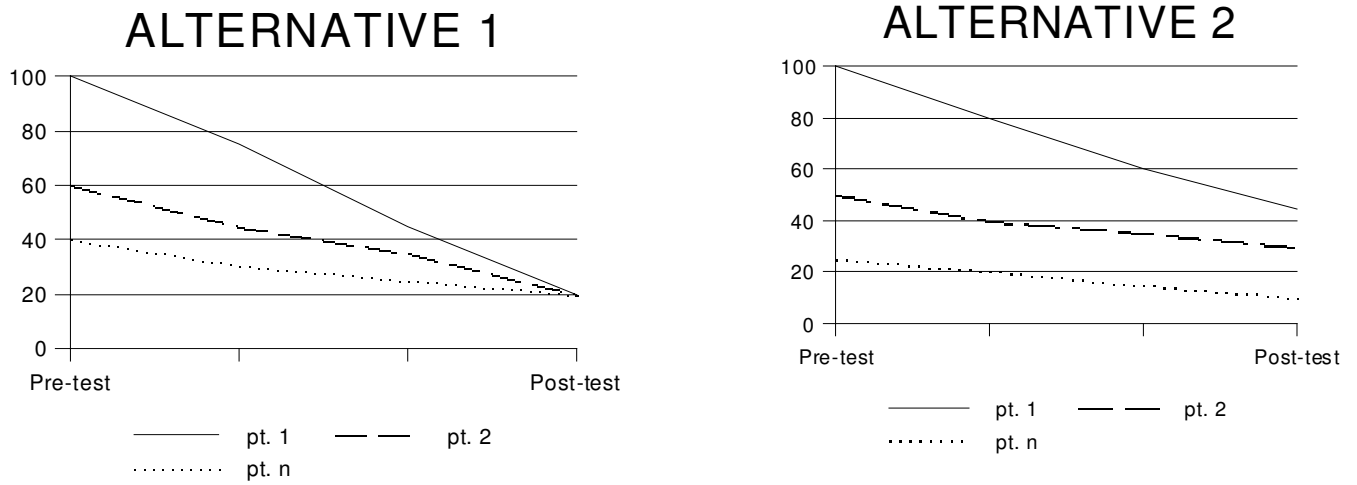 ALTERNATIVE 1
100
80
60
40
20
0
Pre-test Post-test
pt. 1 pt. 2
pt. n
ALTERNATIVE 2
100
80
60
40
20
0
Pre-test Post-test
pt. 1 pt. 2
pt. n